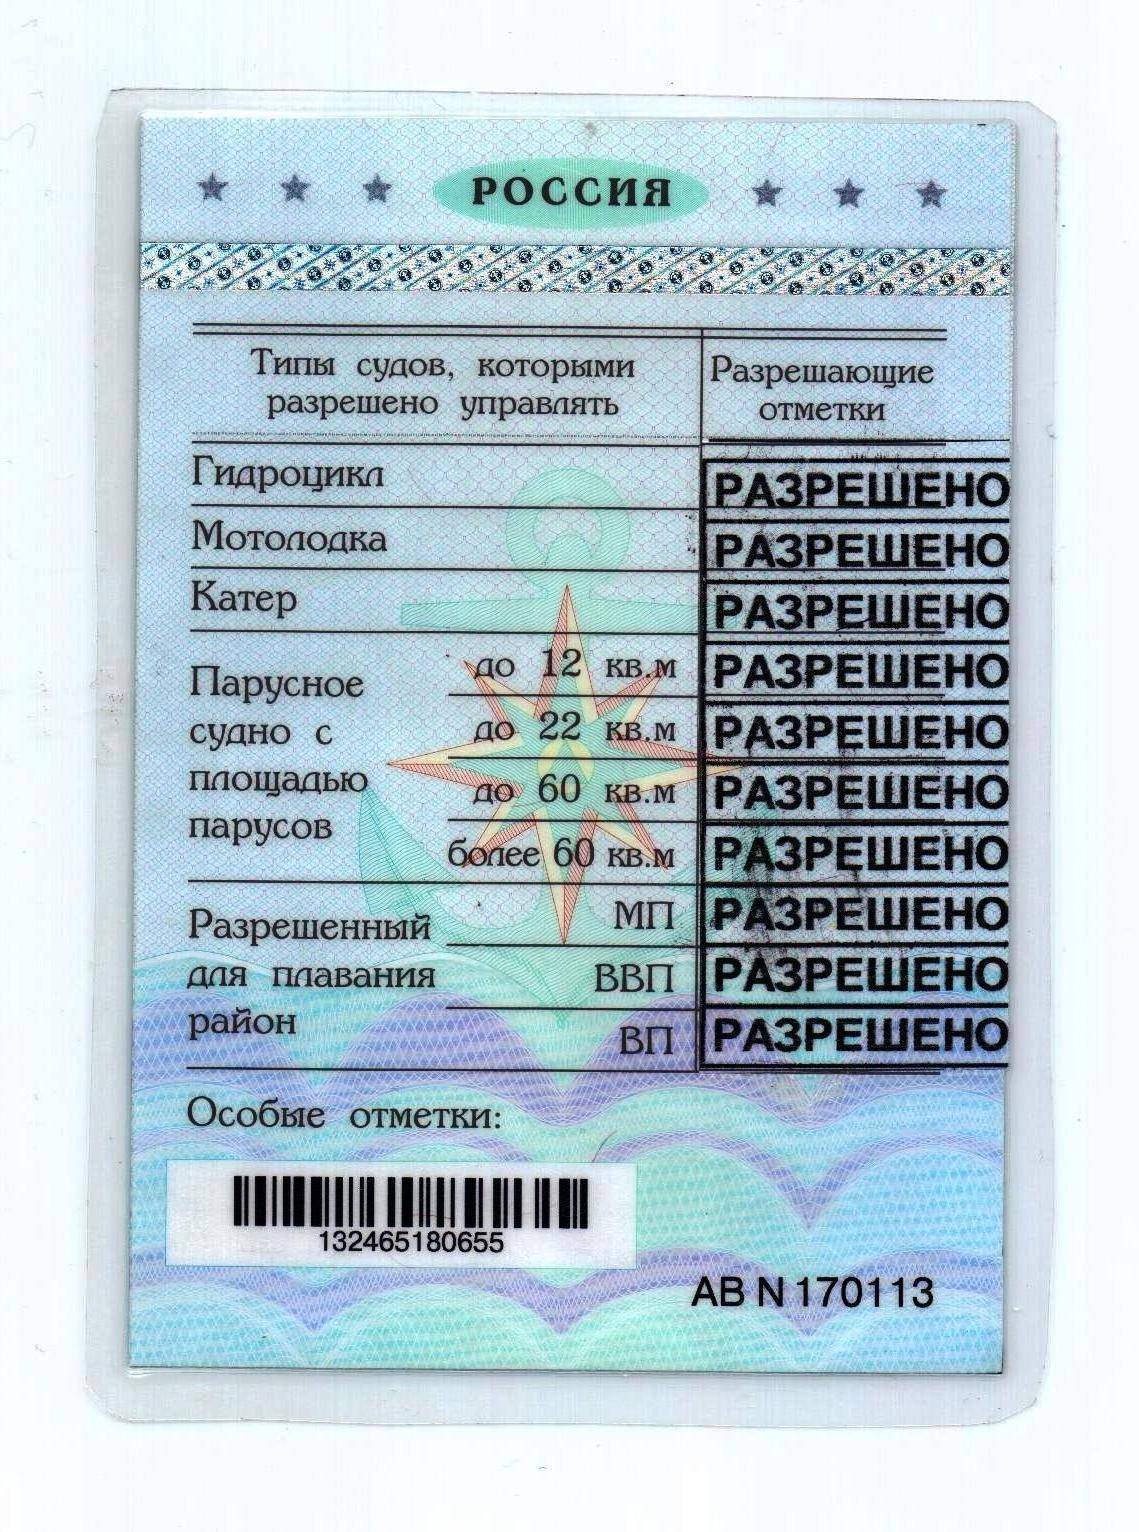 РОССИЯ
Типы судов, которыми
разрешено управлять
Разрешающие
отметки
Гидроцикл
РАЗРЕШЕНО
Мотолодка
РАЗРЕШЕНО
Катер
РАЗРЕШЕНО
Парусное
судно с
площадью
парусов
до 12 кв.м
РАЗРЕШЕНО
до 22 кв.м
РАЗРЕШЕНО
до 60 кв.м
РАЗРЕШЕНО
более 60 кв.м
РАЗРЕШЕНО
Разрешенный
для плавания
район
МП
РАЗРЕШЕНО
ВВП
РАЗРЕШЕНО
ВП
РАЗРЕШЕНО
Особые отметки:
132465180655
АВ N 170113